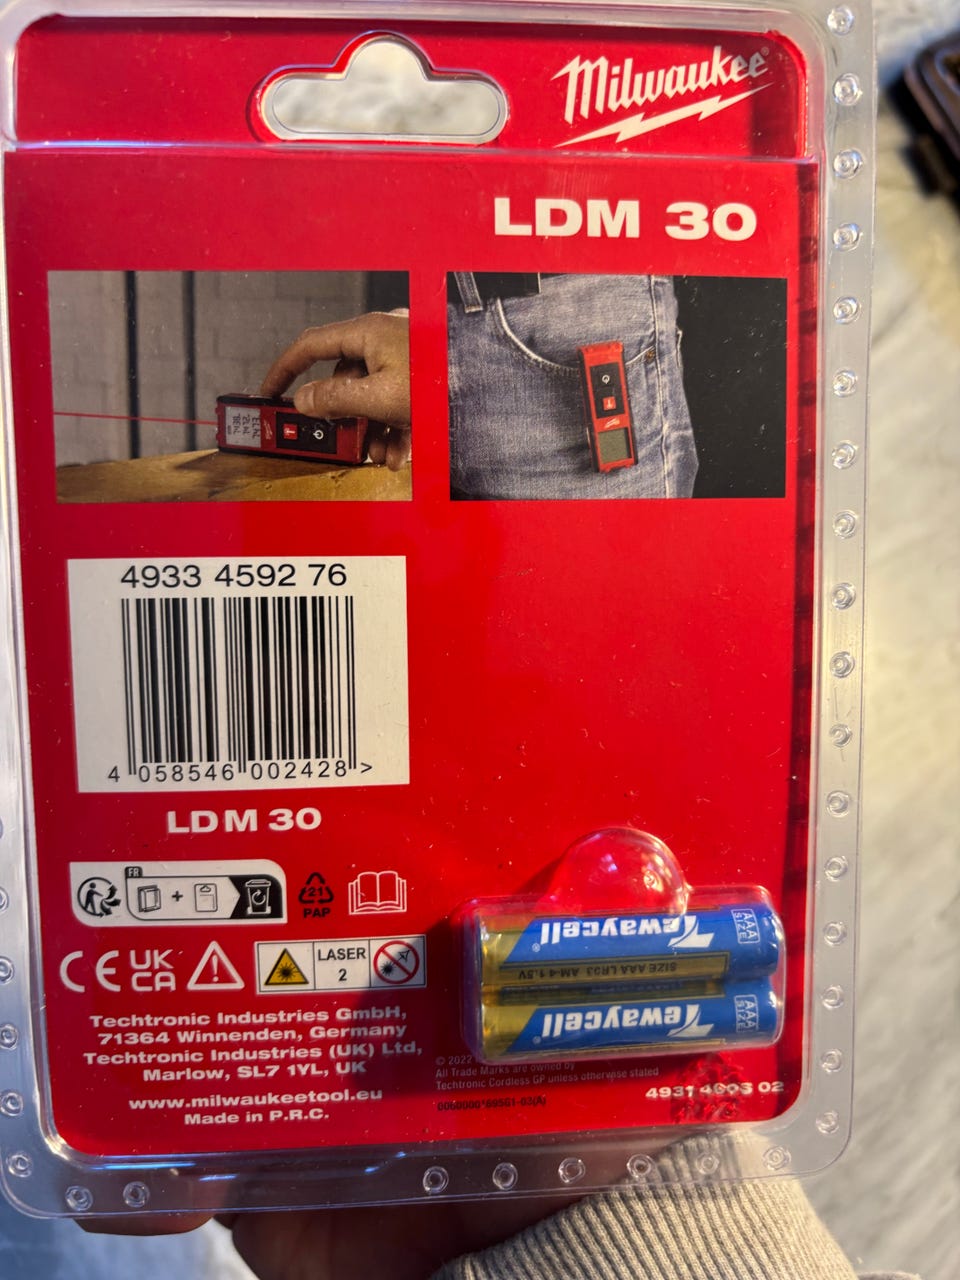 Milwaukee®
LDM 30
4933 4592 76
4 058546 002428 >
LDM 30
FR
+
21
PAP
CE UK
CA
LASER
2
Techtronic Industries GmbH,
71364 Winnenden, Germany
Techtronic Industries (UK) Ltd,
Marlow, SL7 1YL, UK
www.milwaukeetool.eu
Made in P.R.C.
Tewaycell®
AAA
SIZE
SIZE AAA LR03 AM-4 1.5V
Tewaycell®
AAA
SIZE
© 2022
All Trade Marks are owned by
Techtronic Cordless GP unless otherwise stated
4931 02